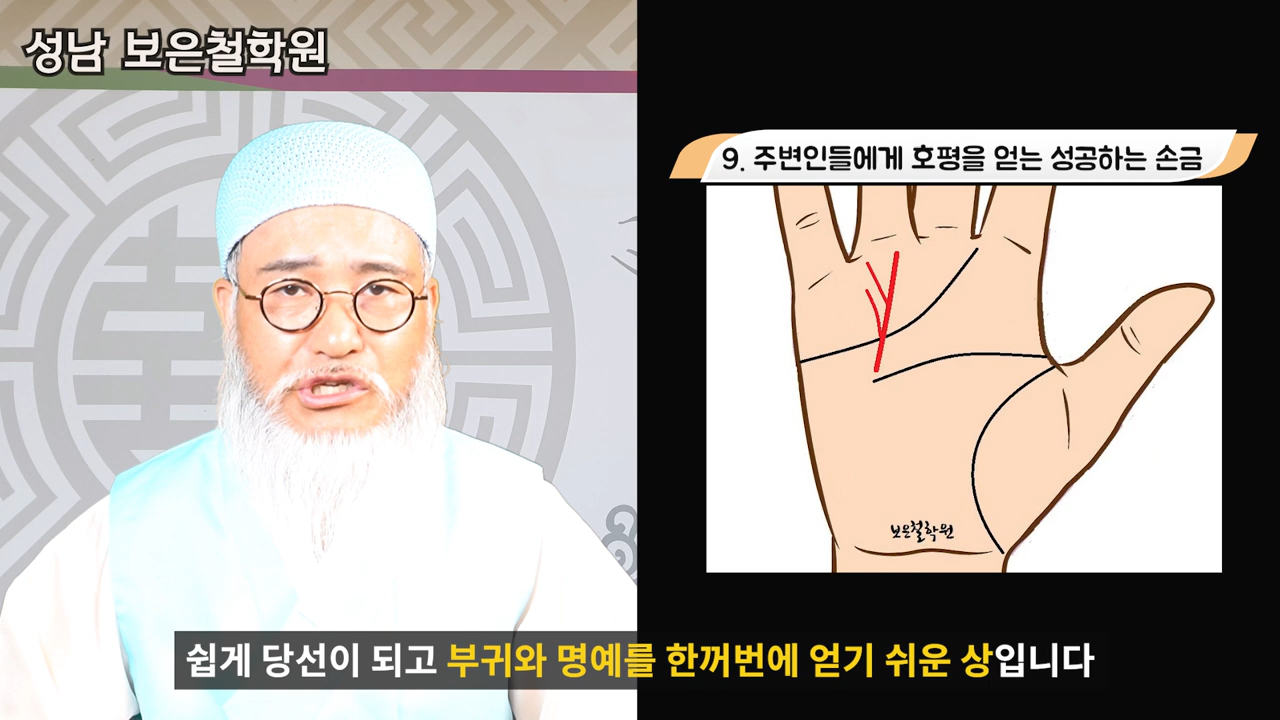 성남 보은철학원
9. 주변인들에게 호평을 얻는 성공하는 손금
보은철학원
쉽게 당선이 되고 부귀와 명예를 한꺼번에 얻기 쉬운 상입니다